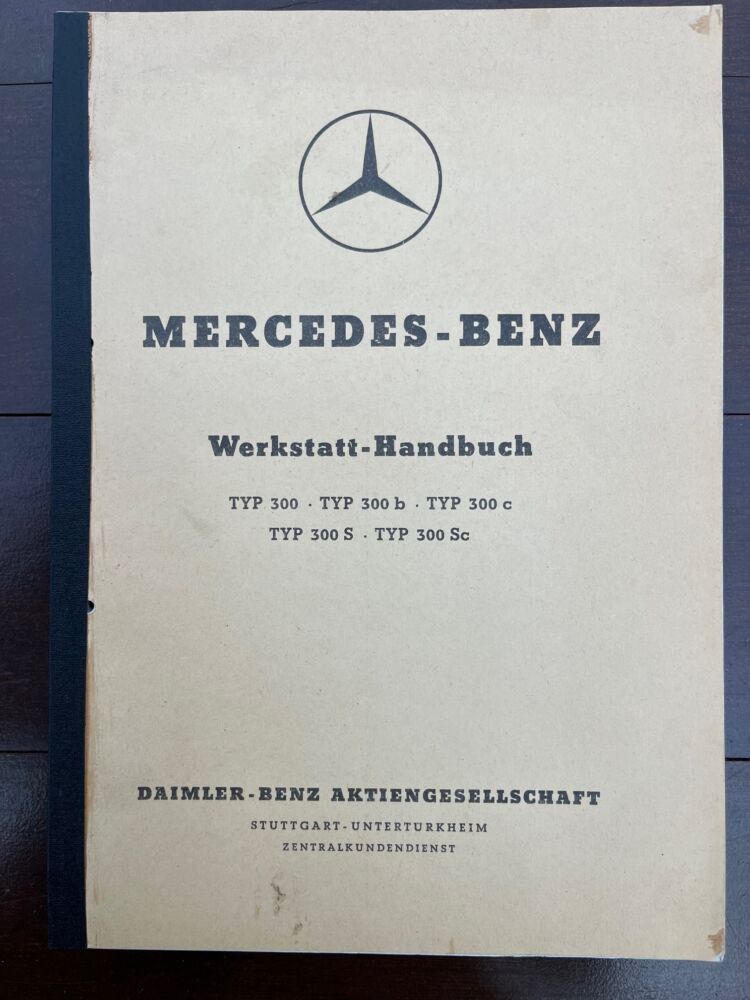 MERCEDES-BENZ
Werkstatt-Handbuch
TYP 300 · TYP 300 b · TYP 300 c
TYP 300 S · TYP 300 Sc
DAIMLER-BENZ AKTIENGESELLSCHAFT
STUTTGART-UNTERTURKHEIM
ZENTRALKUNDENDIENST